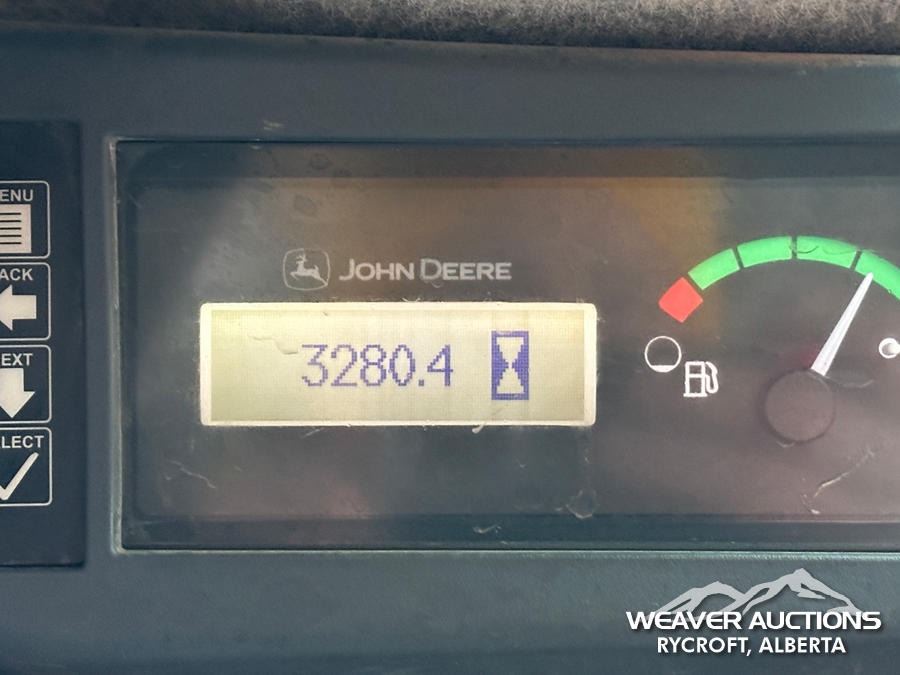 ENU
ACK
EXT
LECT
JOHN DEERE
3280.4
WEAVER AUCTIONS
RYCROFT, ALBERTA